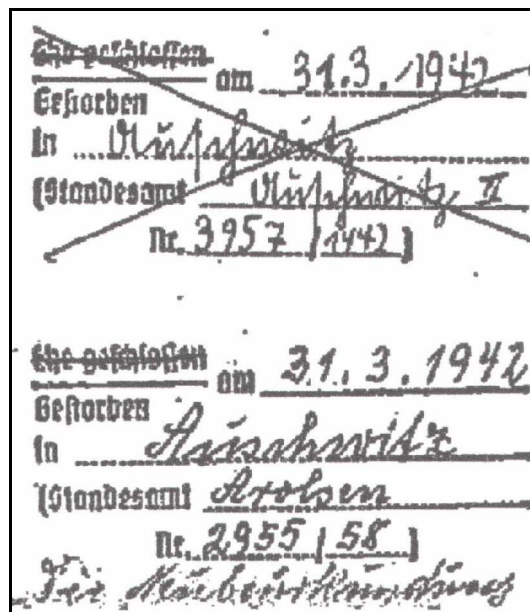 Ehe geschlossen am 31.3.1942
Gestorben
in Auschwitz
(Standesamt Auschwitz II
Nr. 3957 / 1942 )
Ehe geschlossen am 31. 3. 1942
Gestorben
in Auschwitz
(Standesamt Arolsen
Nr. 2955 / 58 )
Neubeurkundung